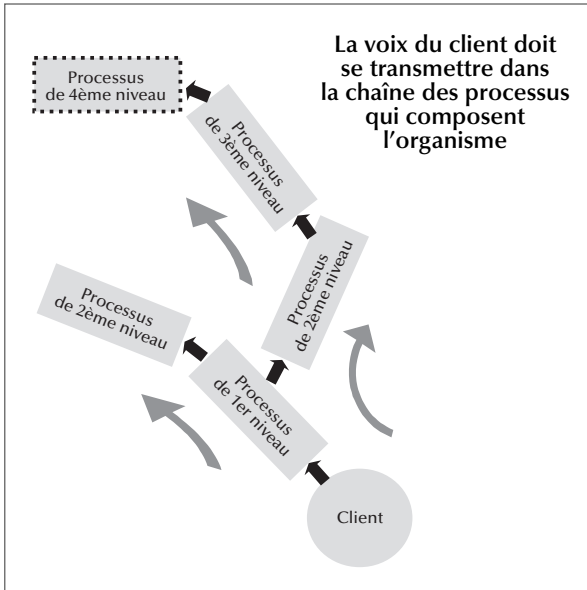 La voix du client doit
se transmettre dans
la chaîne des processus
qui composent
l'organisme
Processus
de 4ème niveau
Processus
de 3ème niveau
Processus
de 2ème niveau
Processus
de 2ème niveau
Processus
de 1er niveau
Client